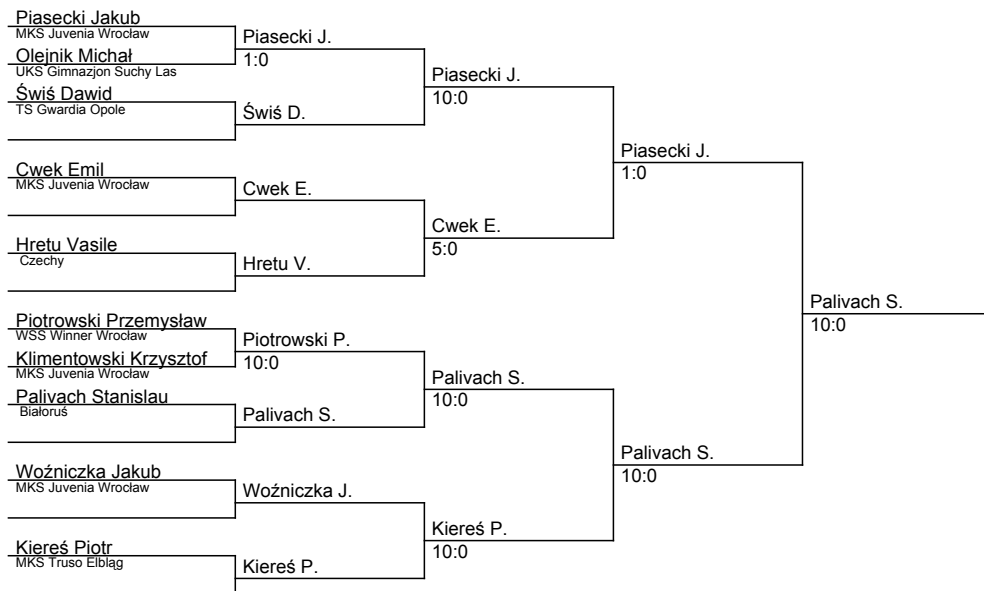 Piasecki Jakub
MKS Juvenia Wrocław
Piasecki J.
Olejnik Michał
1:0
UKS Gimnazjon Suchy Las
Piasecki J.
Świś Dawid
10:0
TS Gwardia Opole
Świś D.
Piasecki J.
Cwek Emil
1:0
MKS Juvenia Wrocław
Cwek E.
Cwek E.
Hretu Vasile
5:0
Czechy
Hretu V.
Palivach S.
Piotrowski Przemysław
10:0
WSS Winner Wrocław
Piotrowski P.
Klimentowski Krzysztof
10:0
MKS Juvenia Wrocław
Palivach S.
Palivach Stanislau
10:0
Białoruś
Palivach S.
Palivach S.
Woźniczka Jakub
10:0
MKS Juvenia Wrocław
Woźniczka J.
Kiereś P.
Kiereś Piotr
10:0
MKS Truso Elbląg
Kiereś P.